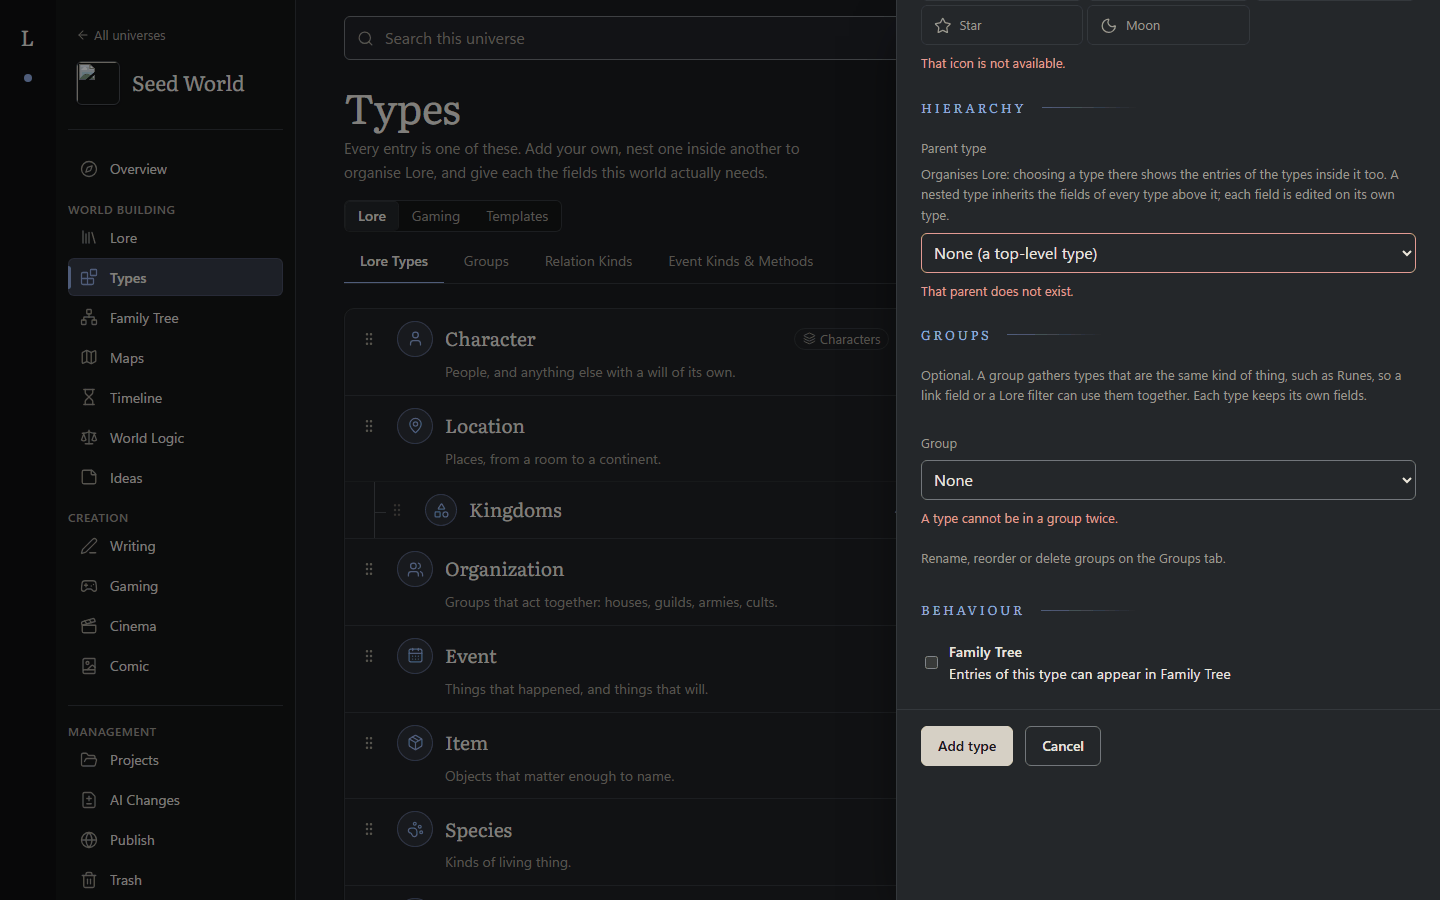 L
All universes
Seed World
Overview
WORLD BUILDING
Lore
Types
Family Tree
Maps
Timeline
World Logic
Ideas
CREATION
Writing
Gaming
Cinema
Comic
MANAGEMENT
Projects
AI Changes
Publish
Trash
Search this universe
Types
Every entry is one of these. Add your own, nest one inside another to
organise Lore, and give each the fields this world actually needs.
Lore Gaming Templates
Lore Types Groups Relation Kinds Event Kinds & Methods
Character Characters
People, and anything else with a will of its own.
Location
Places, from a room to a continent.
Kingdoms
Organization
Groups that act together: houses, guilds, armies, cults.
Event
Things that happened, and things that will.
Item
Objects that matter enough to name.
Species
Kinds of living thing.
Star Moon
That icon is not available.
HIERARCHY
Parent type
Organises Lore: choosing a type there shows the entries of the types inside it too. A
nested type inherits the fields of every type above it; each field is edited on its own
type.
None (a top-level type)
That parent does not exist.
GROUPS
Optional. A group gathers types that are the same kind of thing, such as Runes, so a
link field or a Lore filter can use them together. Each type keeps its own fields.
Group
None
A type cannot be in a group twice.
Rename, reorder or delete groups on the Groups tab.
BEHAVIOUR
Family Tree
Entries of this type can appear in Family Tree
Add type Cancel